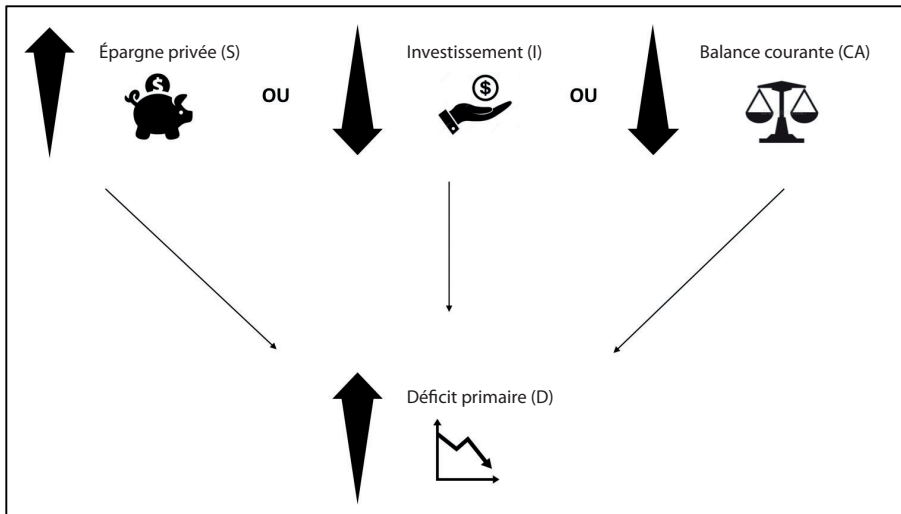 Épargne privée (S)
OU
Investissement (I)
OU
Balance courante (CA)
$
$
Déficit primaire (D)